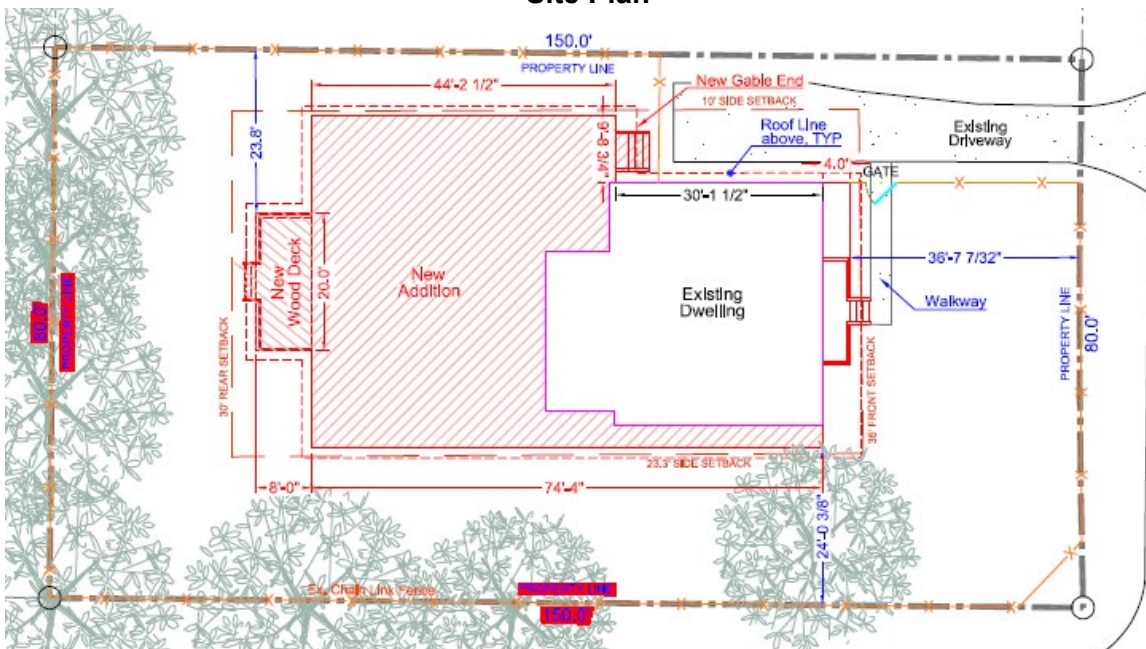 Site Plan
150.0'
PROPERTY LINE
44'-2 1/2"
New Gable End
10' SIDE SETBACK
23.8'
9'-8 3/4"
Roof Line
above, TYP
Existing
Driveway
4.0'
GATE
30'-1 1/2"
36'-7 7/32"
New
Wood Deck
20.0'
New
Addition
Existing
Dwelling
Walkway
80.0'
PROPERTY LINE
PROPERTY LINE
80.0'
30' REAR SETBACK
36' FRONT SETBACK
23.3' SIDE SETBACK
8'-0"
74'-4"
24'-0 3/8"
Ex. Chain Link Fence
PROPERTY LINE
150.0'
P